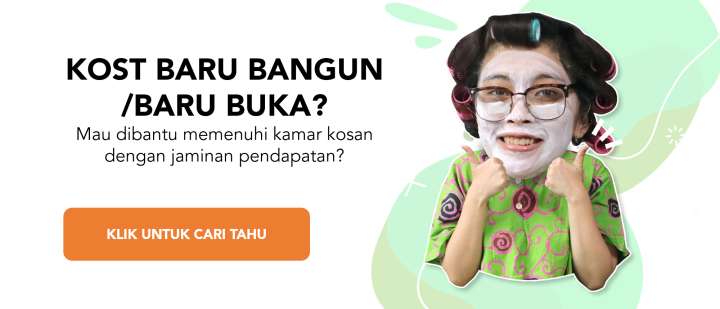 KOST BARU BANGUN
/BARU BUKA?
Mau dibantu memenuhi kamar kosan
dengan jaminan pendapatan?
KLIK UNTUK CARI TAHU